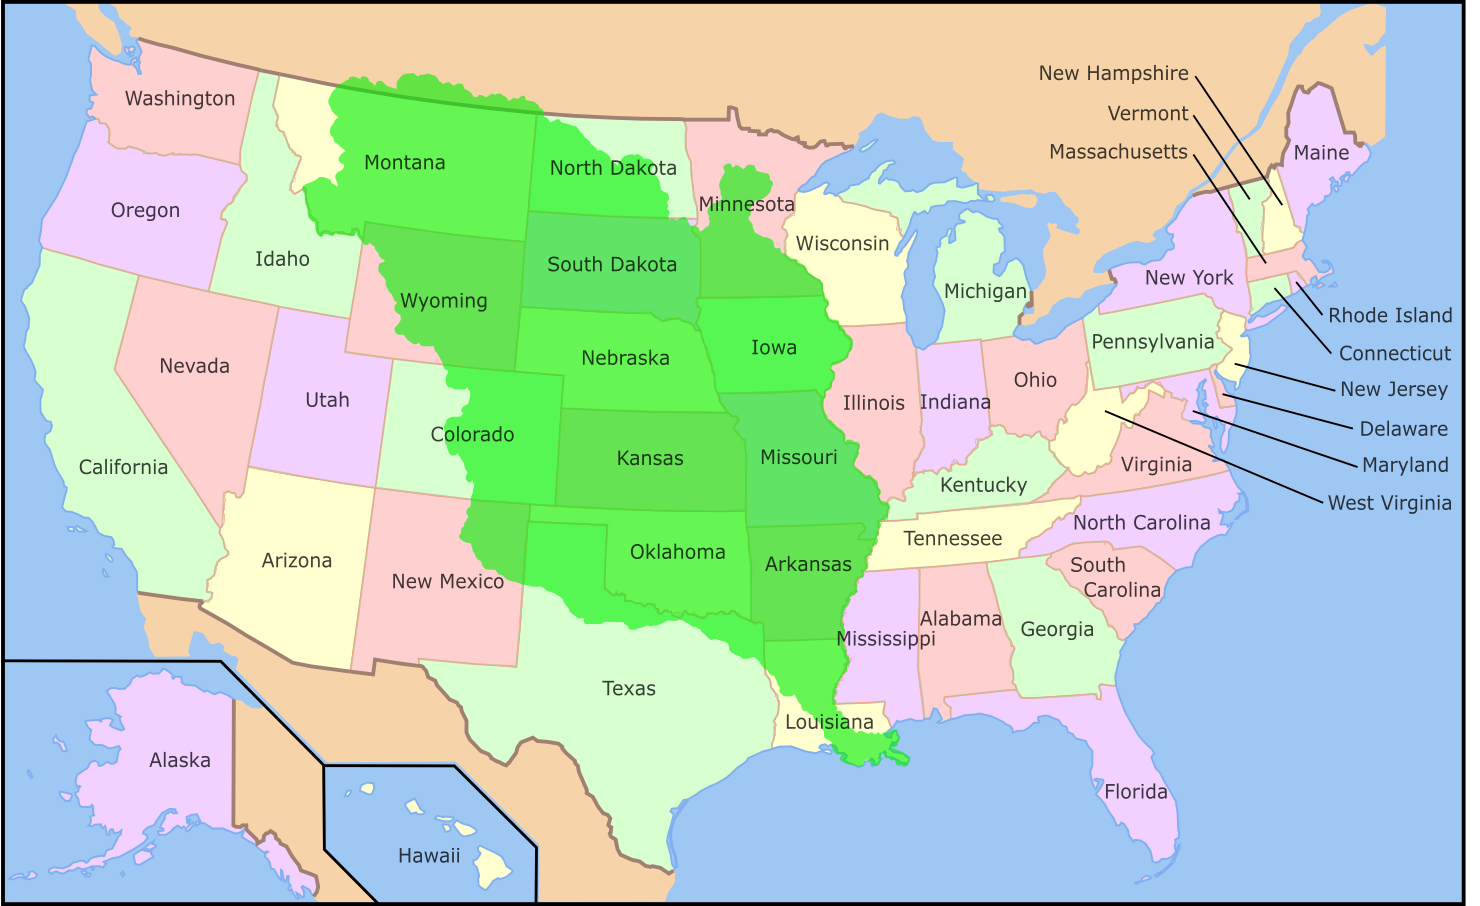 New Hampshire
Vermont
Massachusetts
Washington
Maine
Montana
North Dakota
Minnesota
Oregon
Idaho
Wisconsin
South Dakota
New York
Michigan
Wyoming
Rhode Island
Pennsylvania
Connecticut
Nevada
Nebraska
Iowa
Ohio
New Jersey
Utah
Illinois
Indiana
Delaware
Colorado
California
Kansas
Missouri
Virginia
Maryland
Kentucky
West Virginia
North Carolina
Tennessee
Oklahoma
Arizona
Arkansas
New Mexico
South
Carolina
Alabama
Georgia
Mississippi
Texas
Louisiana
Alaska
Florida
Hawaii